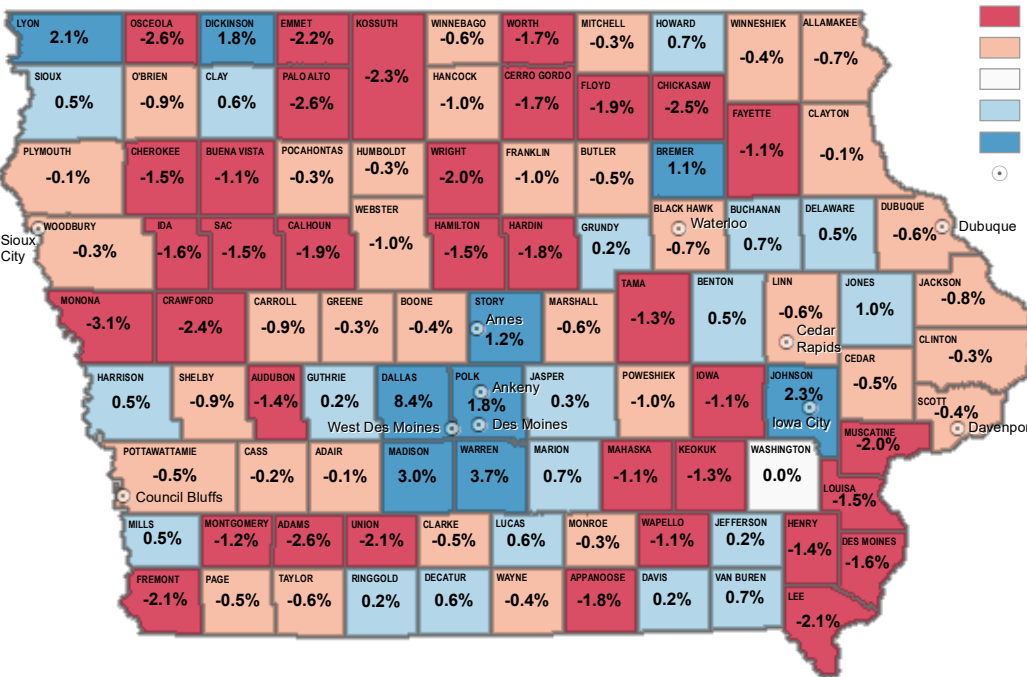 LYON
2.1%
OSCEOLA
-2.6%
DICKINSON
1.8%
EMMET
-2.2%
KOSSUTH
-2.3%
WINNEBAGO
-0.6%
WORTH
-1.7%
MITCHELL
-0.3%
HOWARD
0.7%
WINNESHIEK
-0.4%
ALLAMAKEE
-0.7%
SIOUX
0.5%
O'BRIEN
-0.9%
CLAY
0.6%
PALO ALTO
-2.6%
HANCOCK
-1.0%
CERRO GORDO
-1.7%
FLOYD
-1.9%
CHICKASAW
-2.5%
FAYETTE
-1.1%
CLAYTON
-0.1%
PLYMOUTH
-0.1%
CHEROKEE
-1.5%
BUENA VISTA
-1.1%
POCAHONTAS
-0.3%
HUMBOLDT
-0.3%
WRIGHT
-2.0%
FRANKLIN
-1.0%
BUTLER
-0.5%
BREMER
1.1%
Sioux
City
WOODBURY
-0.3%
IDA
-1.6%
SAC
-1.5%
CALHOUN
-1.9%
WEBSTER
-1.0%
HAMILTON
-1.5%
HARDIN
-1.8%
GRUNDY
0.2%
BLACK HAWK
Waterloo
-0.7%
BUCHANAN
0.7%
DELAWARE
0.5%
DUBUQUE
-0.6%
Dubuque
MONONA
-3.1%
CRAWFORD
-2.4%
CARROLL
-0.9%
GREENE
-0.3%
BOONE
-0.4%
STORY
Ames
1.2%
MARSHALL
-0.6%
TAMA
-1.3%
BENTON
0.5%
LINN
-0.6%
Cedar
Rapids
JONES
1.0%
JACKSON
-0.8%
CLINTON
-0.3%
CEDAR
-0.5%
HARRISON
0.5%
SHELBY
-0.9%
AUDUBON
-1.4%
GUTHRIE
0.2%
DALLAS
8.4%
West Des Moines
POLK
Ankeny
1.8%
Des Moines
JASPER
0.3%
POWESHIEK
-1.0%
IOWA
-1.1%
JOHNSON
2.3%
Iowa City
SCOTT
-0.4%
Davenpor
MUSCATINE
-2.0%
POTTAWATTAMIE
-0.5%
Council Bluffs
CASS
-0.2%
ADAIR
-0.1%
MADISON
3.0%
WARREN
3.7%
MARION
0.7%
MAHASKA
-1.1%
KEOKUK
-1.3%
WASHINGTON
0.0%
LOUISA
-1.5%
MILLS
0.5%
MONTGOMERY
-1.2%
ADAMS
-2.6%
UNION
-2.1%
CLARKE
-0.5%
LUCAS
0.6%
MONROE
-0.3%
WAPELLO
-1.1%
JEFFERSON
0.2%
HENRY
-1.4%
DES MOINES
-1.6%
FREMONT
-2.1%
PAGE
-0.5%
TAYLOR
-0.6%
RINGGOLD
0.2%
DECATUR
0.6%
WAYNE
-0.4%
APPANOOSE
-1.8%
DAVIS
0.2%
VAN BUREN
0.7%
LEE
-2.1%